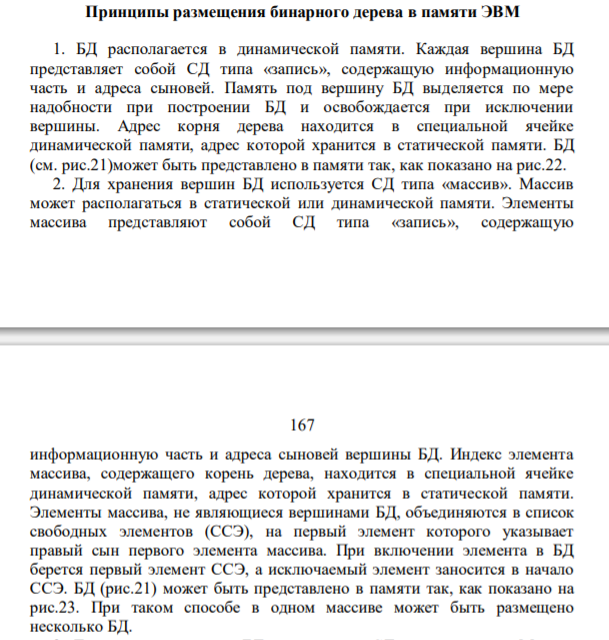 Принципы размещения бинарного дерева в памяти ЭВМ
1. БД располагается в динамической памяти. Каждая вершина БД
представляет собой СД типа «запись», содержащую информационную
часть и адреса сыновей. Память под вершину БД выделяется по мере
надобности при построении БД и освобождается при исключении
вершины. Адрес корня дерева находится в специальной ячейке
динамической памяти, адрес которой хранится в статической памяти. БД
(см. рис.21)может быть представлено в памяти так, как показано на рис.22.
2. Для хранения вершин БД используется СД типа «массив». Массив
может располагаться в статической или динамической памяти. Элементы
массива представляют собой СД типа «запись», содержащую
167
информационную часть и адреса сыновей вершины БД. Индекс элемента
массива, содержащего корень дерева, находится в специальной ячейке
динамической памяти, адрес которой хранится в статической памяти.
Элементы массива, не являющиеся вершинами БД, объединяются в список
свободных элементов (ССЭ), на первый элемент которого указывает
правый сын первого элемента массива. При включении элемента в БД
берется первый элемент ССЭ, а исключаемый элемент заносится в начало
ССЭ. БД (рис.21) может быть представлено в памяти так, как показано на
рис.23. При таком способе в одном массиве может быть размещено
несколько БД.